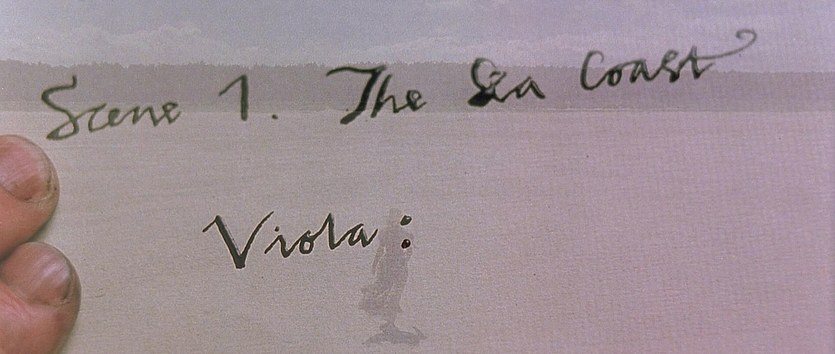 Scene 1. The Sea Coast
Viola: